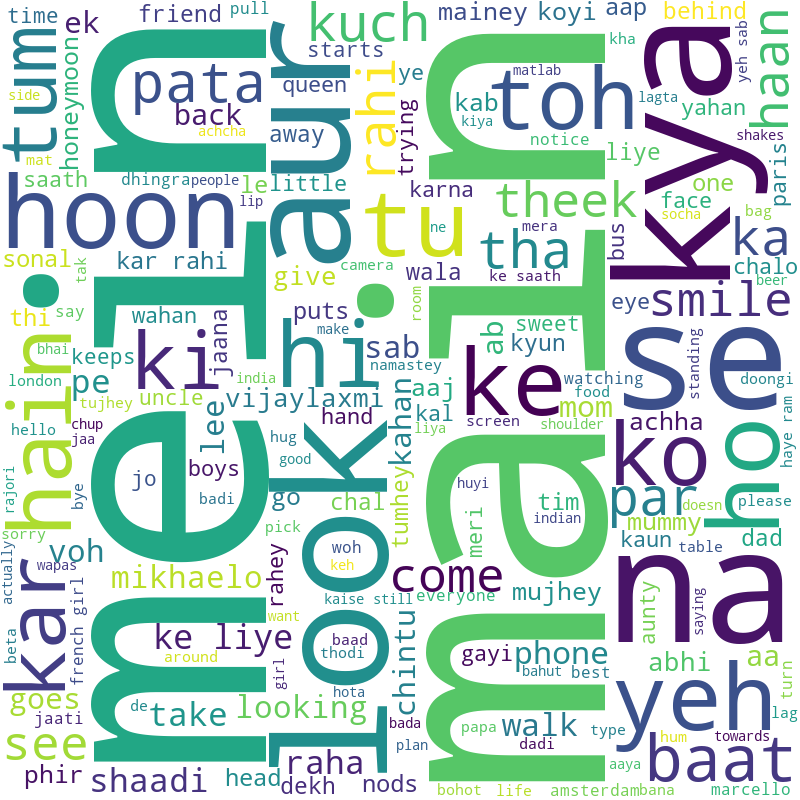 time
ek
friend
pull
kuch
mainey
koyi
aap
behind
tum
side
honeymoon
mein
pata
back
achcha
aur
starts
queen
away
rahi
ye
trying
main
kab
kiya
matlab
toh
notice
kha
lagta
liye
kya
yeh sab
yahan
haan
shakes
paris
mat
saath
dhingra
people
le
little
lip
karna
theek
one
face
socha
bag
hoon
sonal
tak
kar rahi
hi
give
camera
tu
ne
wala
tha
mera
ke saath
bus
se
ka
chalo
beer
hain
thi
say
wahan
jaana
puts
make
room
ab
sweet
kyun
eye
smile
bhai
keeps
ki
india
sab
namastey
ke
watching
food
standing
london
pe
tujhey
uncle
vijaylaxmi
aaj
kal
mom
achha
doongi
hello
chup
jaa
lee
hug
hand
kahan
liya
screen
shoulder
ko
ho
haye ram
rajori
bye
jo
boys
good
look
huyi
par
please
sorry
voh
badi
go
pick
chal
tumhey
meri
tim
indian
mummy
doesn
kar
wapas
actually
mikhaelo
rahey
woh
keh
come
kaun
table
dad
na
french girl
want
kaise
still
everyone
mujhey
aunty
saying
beta
ke liye
around
girl
baad
thodi
chintu
gayi
phone
bahut
best
abhi
aa
turn
goes
jaati
de
take
looking
hota
bada
papa
walk
type
yeh
lag
see
raha
plan
dadi
hum
towards
phir
shaadi
head
dekh
nods
bohot
life
amsterdam
aaya
bana
baat
marcello